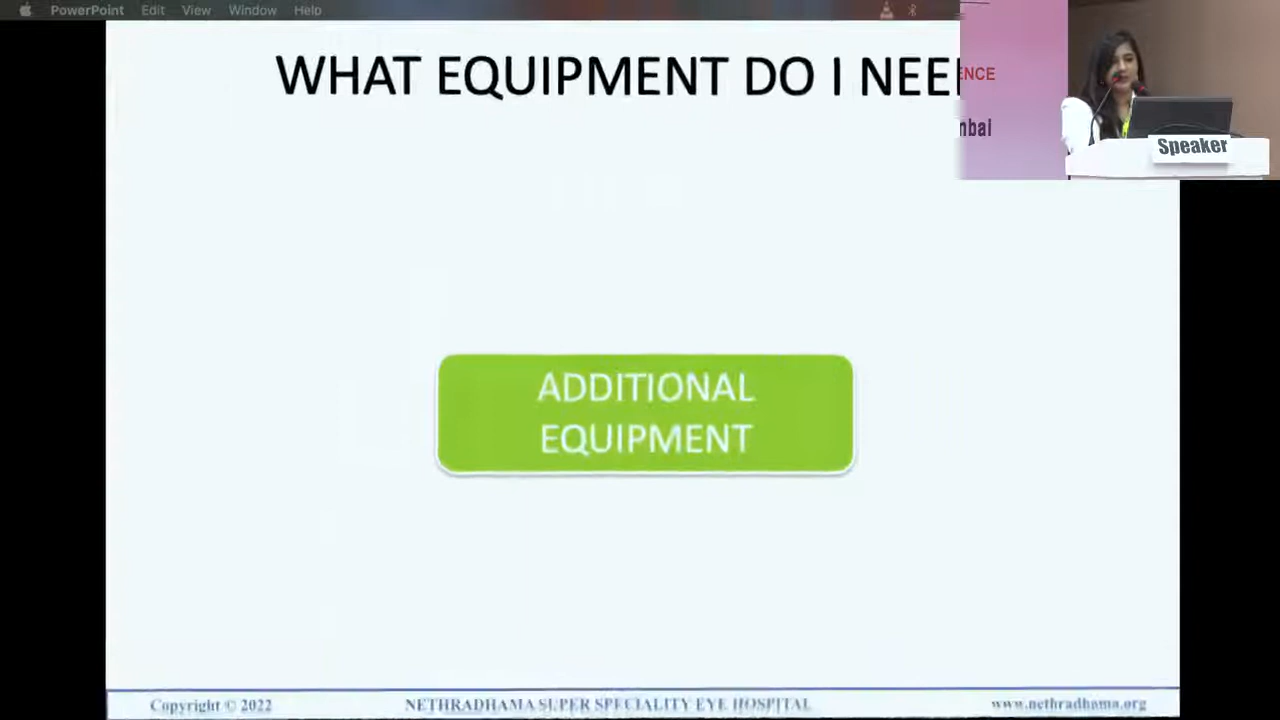 PowerPoint Edit View Window Help
WHAT EQUIPMENT DO I NEE
ENCE
nbai
Speaker
ADDITIONAL
EQUIPMENT
Copyright © 2022 NETHRADHAMA SUPER SPECIALITY EYE HOSPITAL www.nethradhama.org